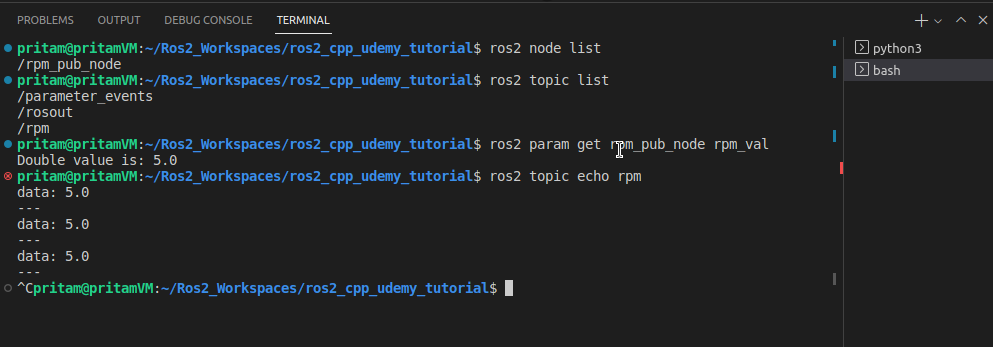 PROBLEMS OUTPUT DEBUG CONSOLE TERMINAL
pritam@pritamVM:~/Ros2_Workspaces/ros2_cpp_udemy_tutorial$ ros2 node list
/rpm_pub_node
pritam@pritamVM:~/Ros2_Workspaces/ros2_cpp_udemy_tutorial$ ros2 topic list
/parameter_events
/rosout
/rpm
pritam@pritamVM:~/Ros2_Workspaces/ros2_cpp_udemy_tutorial$ ros2 param get rpm_pub_node rpm_val
Double value is: 5.0
pritam@pritamVM:~/Ros2_Workspaces/ros2_cpp_udemy_tutorial$ ros2 topic echo rpm
data: 5.0
---
data: 5.0
---
data: 5.0
---
^Cpritam@pritamVM:~/Ros2_Workspaces/ros2_cpp_udemy_tutorial$
python3
bash